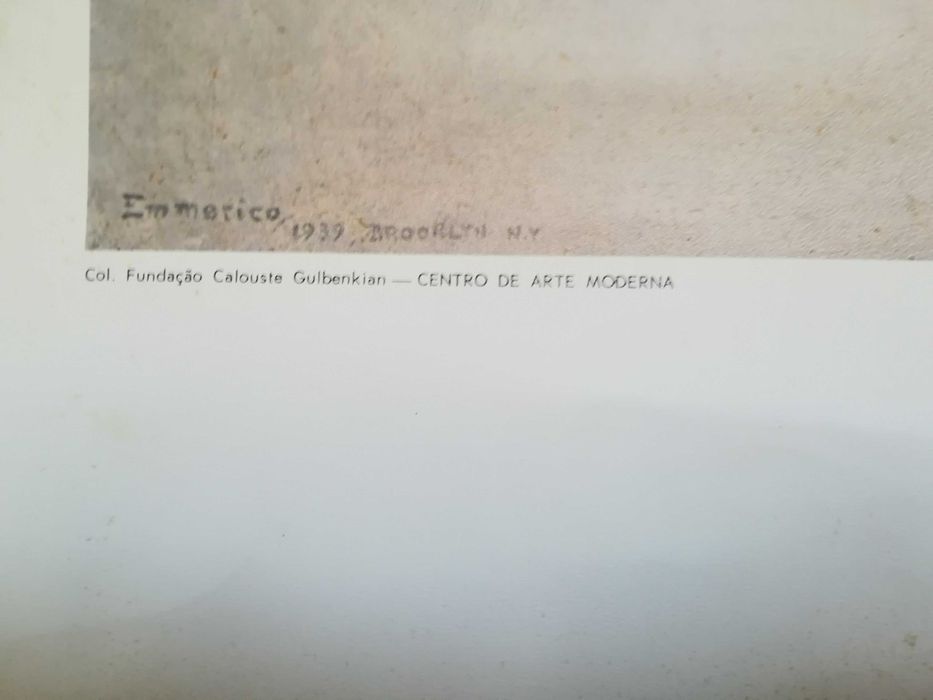 Emmerico
1939, BROOKLYN N.Y
Col. Fundação Calouste Gulbenkian — CENTRO DE ARTE MODERNA